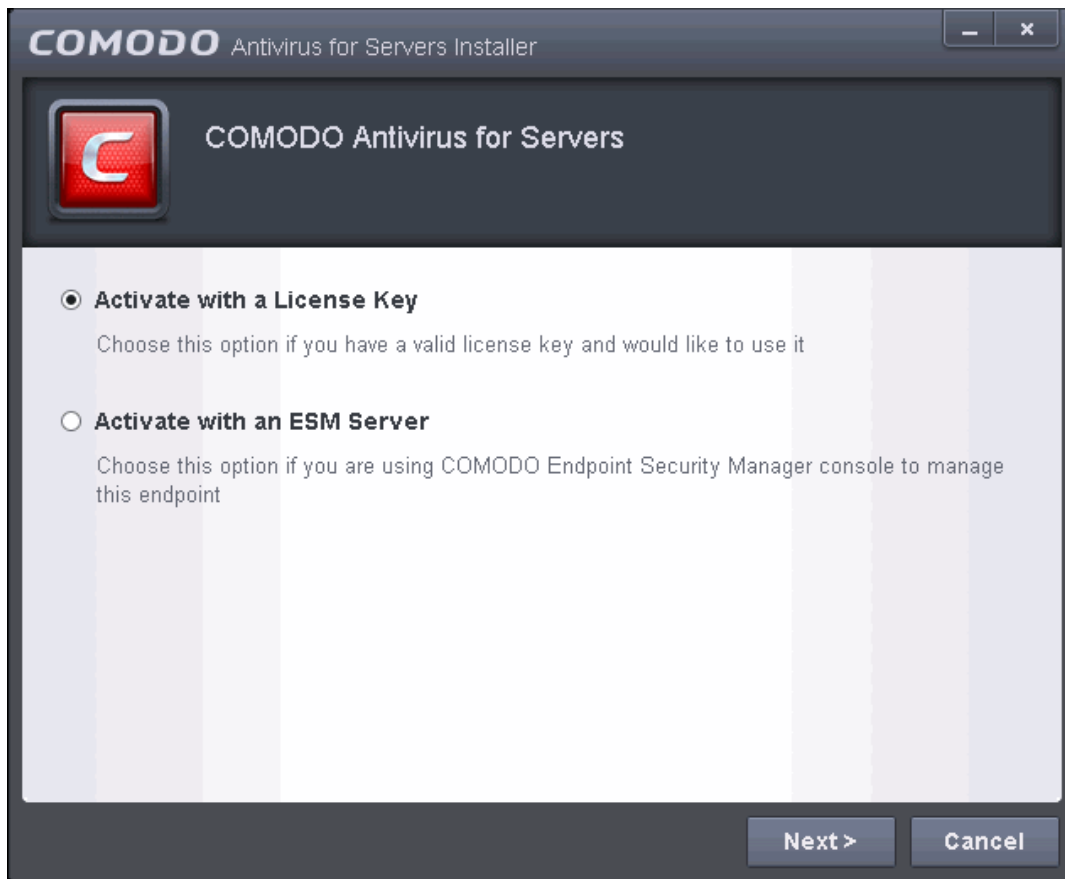 COMODO Antivirus for Servers Installer
COMODO Antivirus for Servers
Activate with a License Key
Choose this option if you have a valid license key and would like to use it
Activate with an ESM Server
Choose this option if you are using COMODO Endpoint Security Manager console to manage
this endpoint
Next >
Cancel